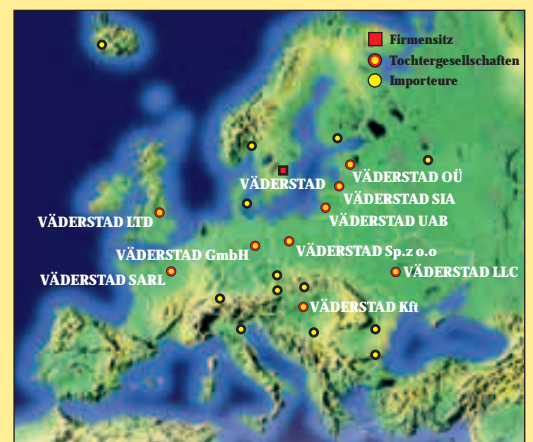 Firmensitz
Tochtergesellschaften
Importeure
VÄDERSTAD OÜ
VÄDERSTAD
VÄDERSTAD SIA
VÄDERSTAD LTD
VÄDERSTAD UAB
VÄDERSTAD GmbH
VÄDERSTAD Sp.z o.o
VÄDERSTAD SARL
VÄDERSTAD LLC
VÄDERSTAD Kft